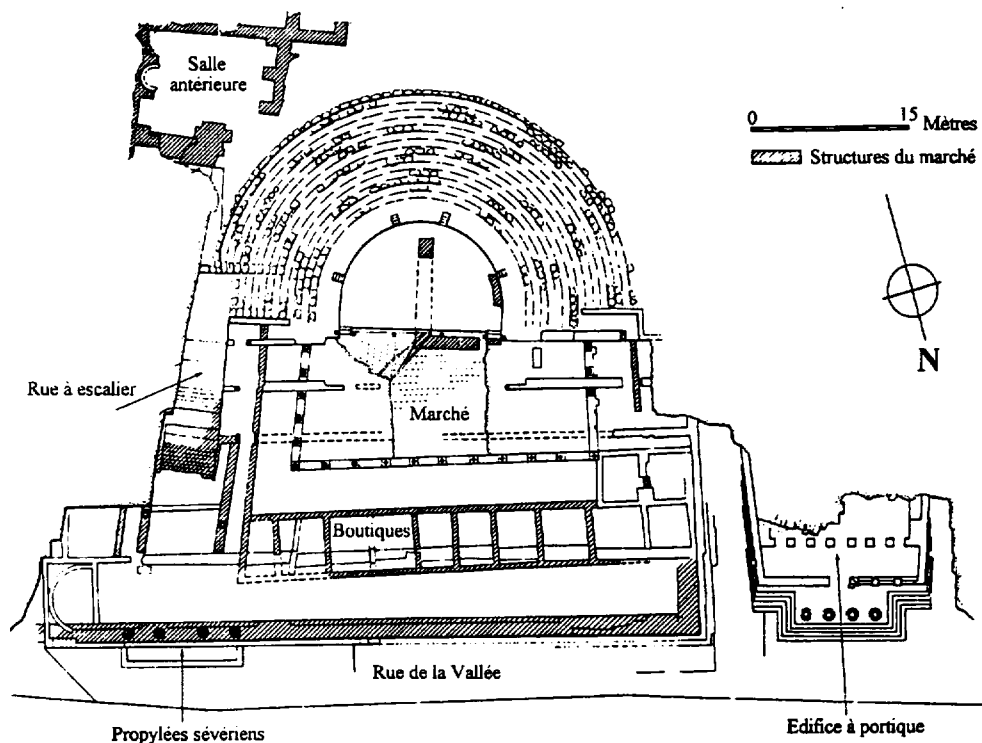 Salle
antérieure
0 15 Mètres
Structures du marché
N
Rue à escalier
Marché
Boutiques
Rue de la Vallée
Propylées sévériens
Edifice à portique